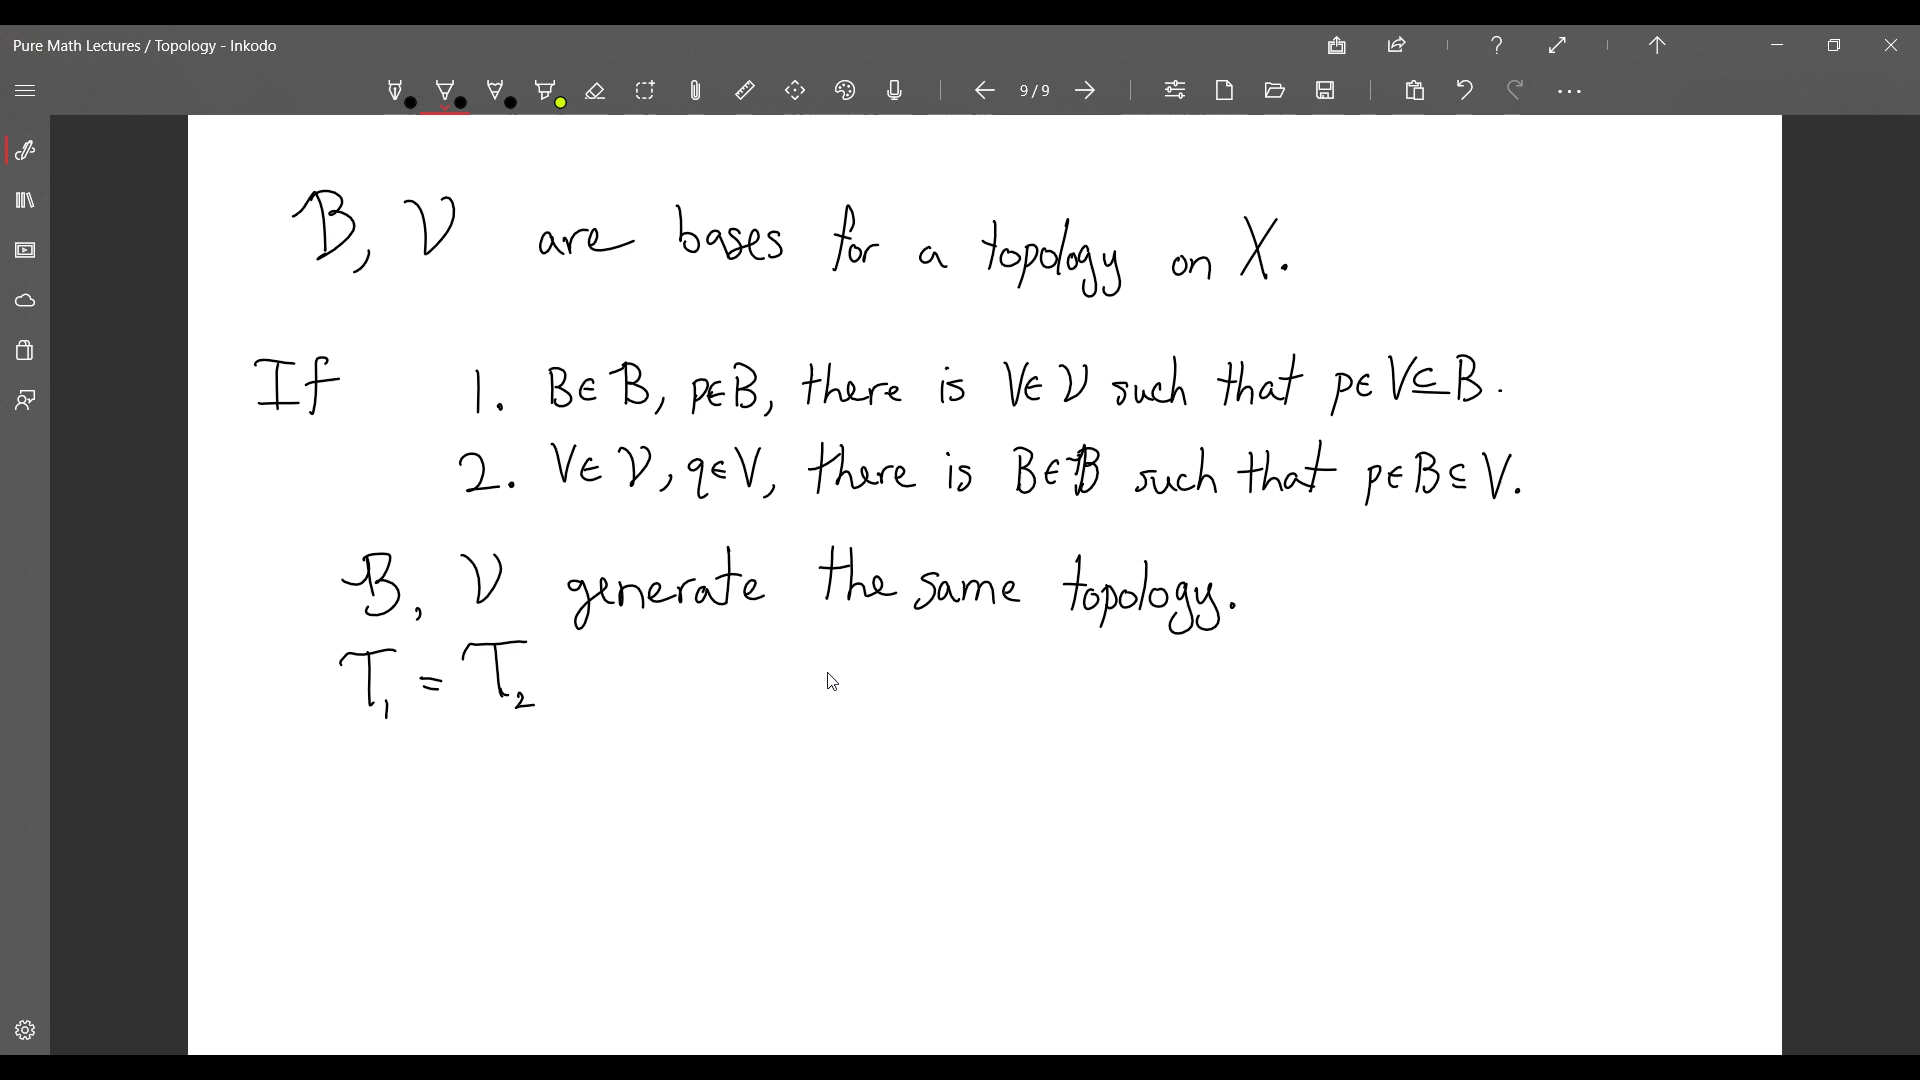 Pure Math Lectures / Topology - Inkodo
9 / 9
ℬ, 𝒱 are bases for a topology on X.
If 1. B∈ℬ, p∈B, there is V∈𝒱 such that p∈V⊆B.
2. V∈𝒱, q∈V, there is B∈ℬ such that p∈B⊆V.
ℬ, 𝒱 generate the same topology.
𝒯₁ = 𝒯₂